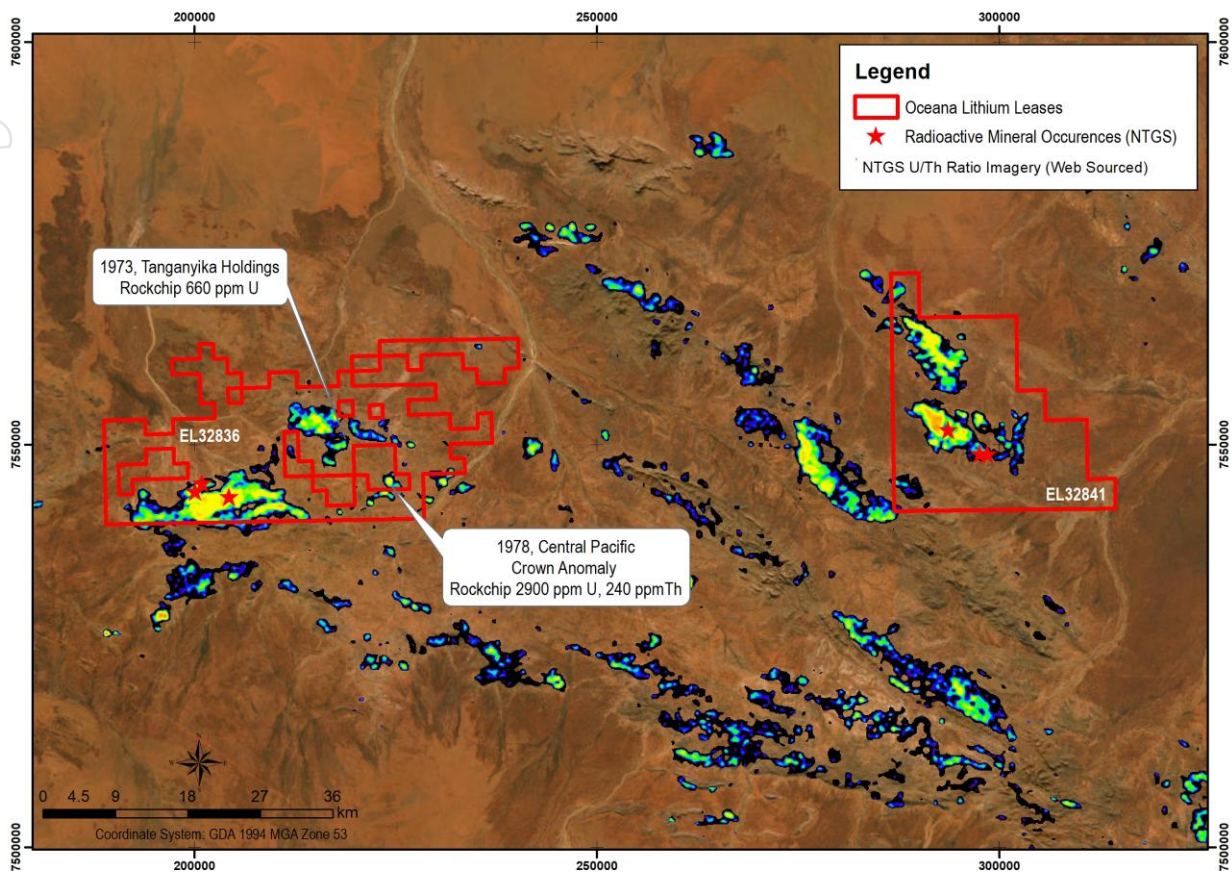 200000
250000
300000
7600000
7600000
Legend
Oceana Lithium Leases
Radioactive Mineral Occurences (NTGS)
NTGS U/Th Ratio Imagery (Web Sourced)
1973, Tanganyika Holdings
Rockchip 660 ppm U
EL32836
7550000
7550000
EL32841
1978, Central Pacific
Crown Anomaly
Rockchip 2900 ppm U, 240 ppmTh
0 4.5 9 18 27 36
km
Coordinate System: GDA 1994 MGA Zone 53
7500000
7500000
200000
250000
300000